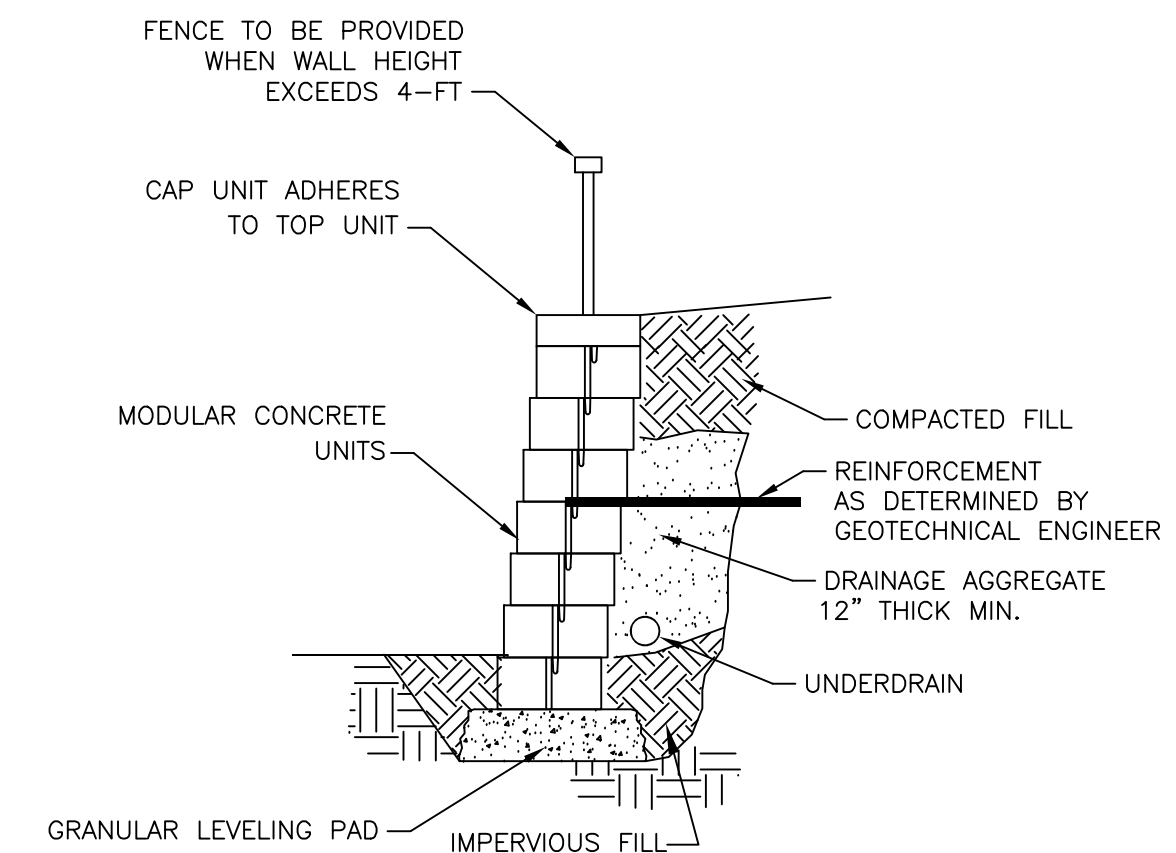 FENCE TO BE PROVIDED
WHEN WALL HEIGHT
EXCEEDS 4-FT
CAP UNIT ADHERES
TO TOP UNIT
MODULAR CONCRETE
UNITS
COMPACTED FILL
REINFORCEMENT
AS DETERMINED BY
GEOTECHNICAL ENGINEER
DRAINAGE AGGREGATE
12" THICK MIN.
UNDERDRAIN
GRANULAR LEVELING PAD
IMPERVIOUS FILL